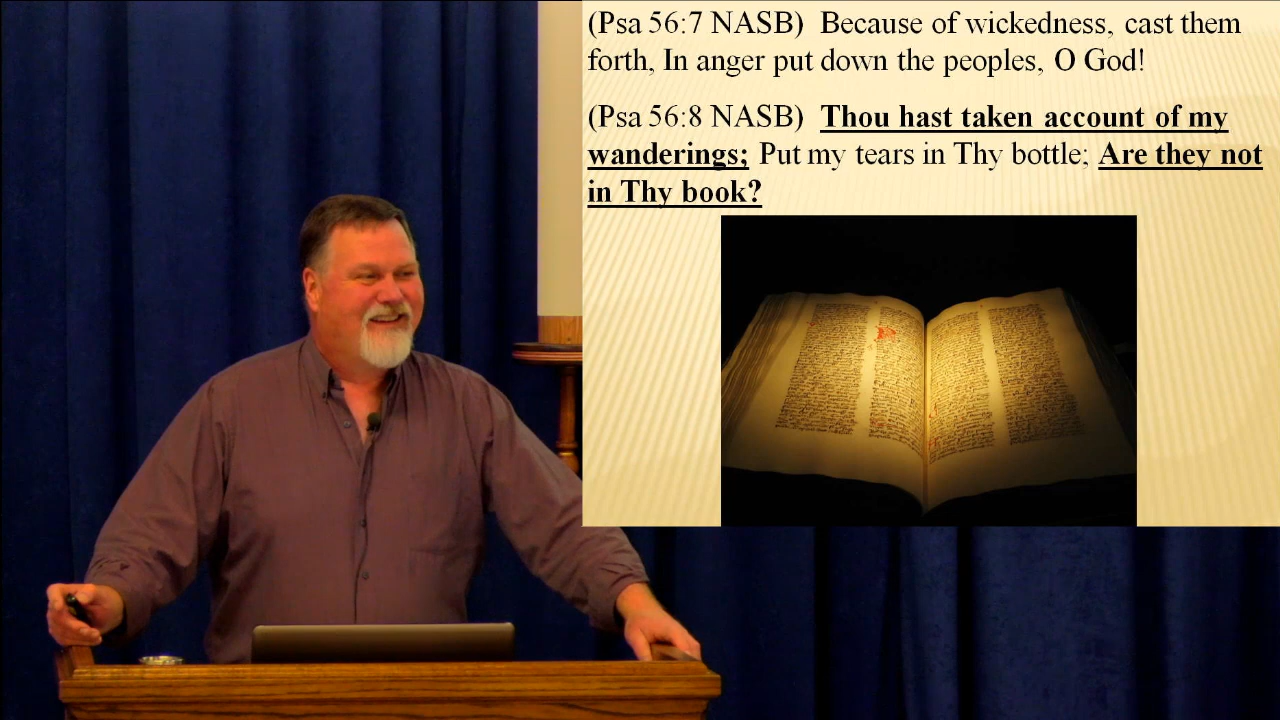 (Psa 56:7 NASB) Because of wickedness, cast them
forth, In anger put down the peoples, O God!
(Psa 56:8 NASB) Thou hast taken account of my
wanderings; Put my tears in Thy bottle; Are they not
in Thy book?